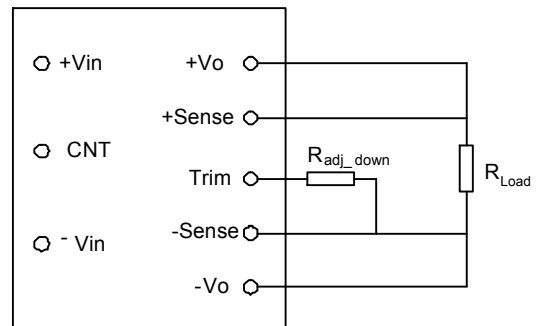 +Vin
+Vo
+Sense
CNT
R_adj_down
Trim
R_Load
-Sense
- Vin
-Vo